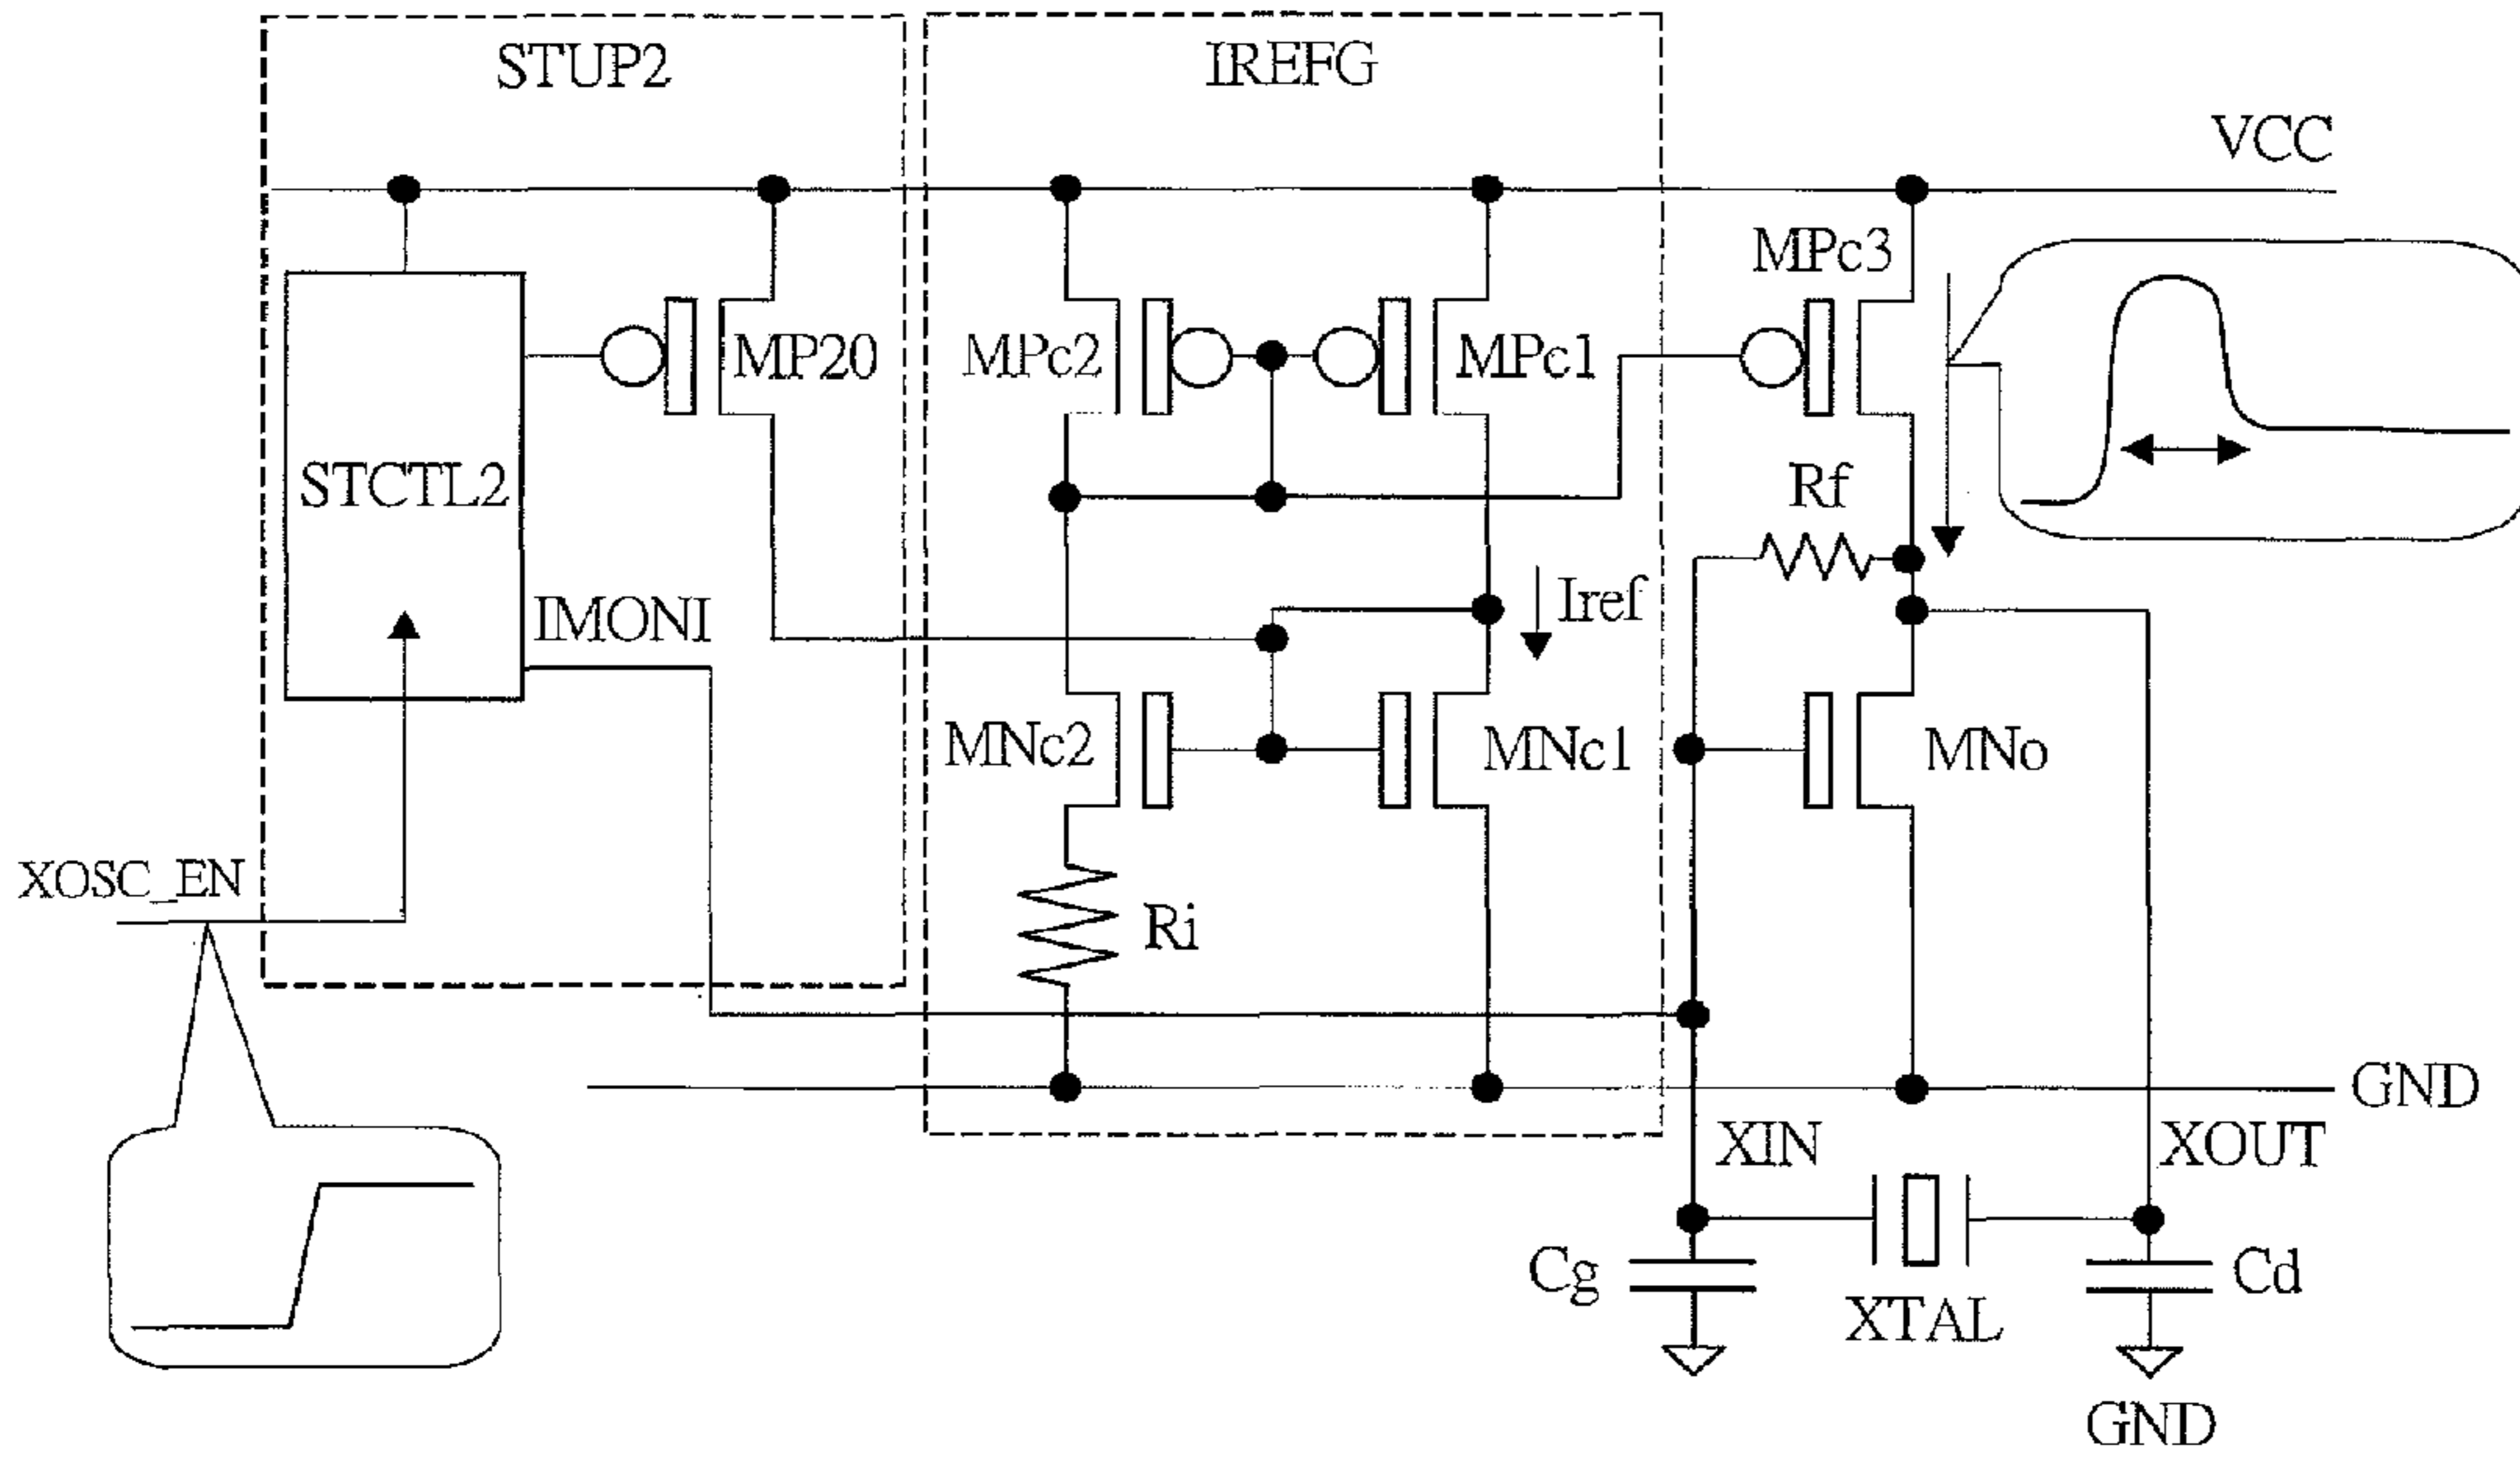 STUP2
IREFG
VCC
MPc3
MP20
MPc2
MPc1
STCTL2
Rf
IMONI
Iref
MNc2
MNc1
MNo
XOSC_EN
Ri
GND
XIN
XOUT
Cg
XTAL
Cd
GND